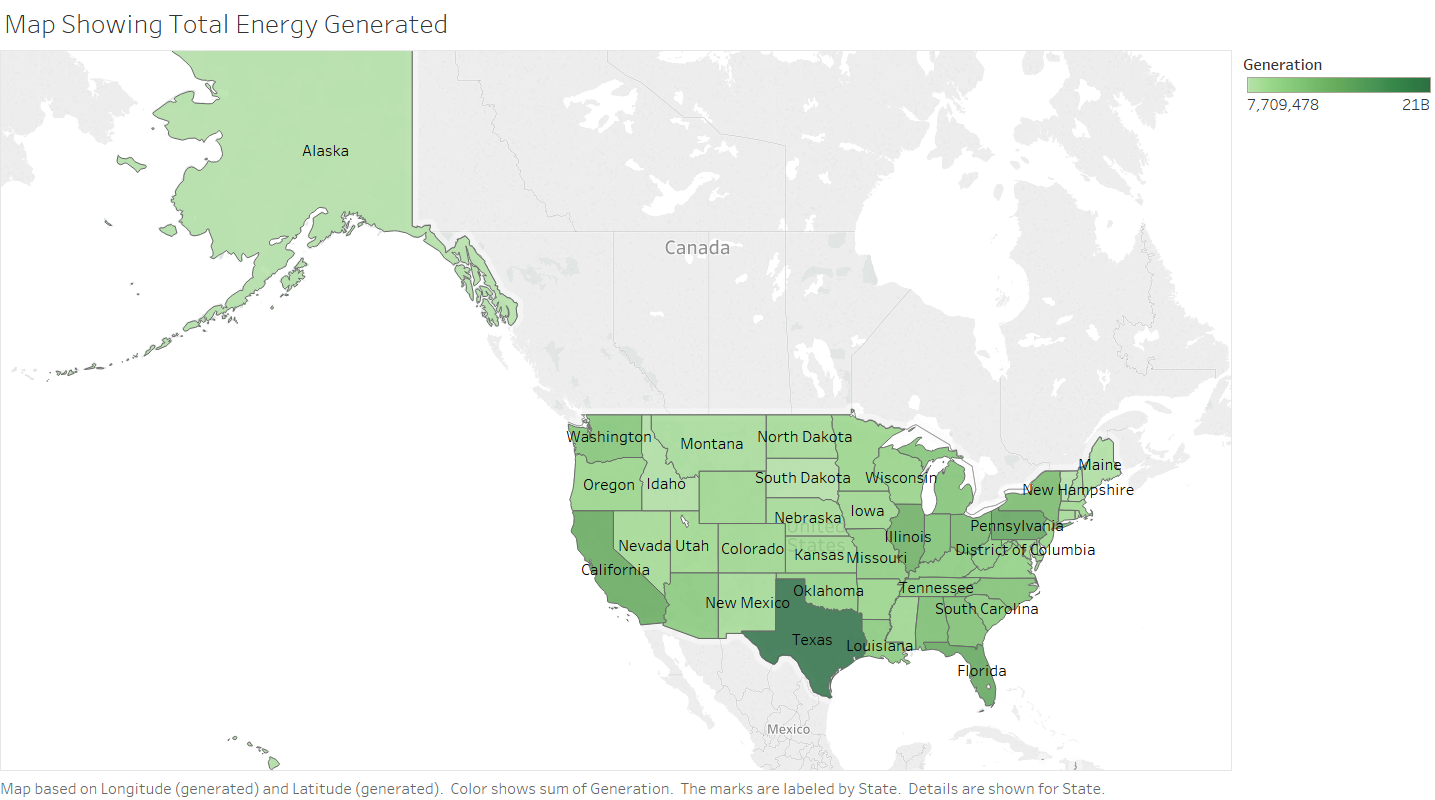 Map Showing Total Energy Generated
Generation
7,709,478 21B
Alaska
Canada
Washington
Montana
North Dakota
Maine
Oregon
Idaho
South Dakota
Wisconsin
New Hampshire
Nebraska
Iowa
United
States
Pennsylvania
Illinois
Nevada
Utah
Colorado
Kansas
Missouri
District of Columbia
California
New Mexico
Oklahoma
Tennessee
South Carolina
Texas
Louisiana
Florida
Mexico
Map based on Longitude (generated) and Latitude (generated).  Color shows sum of Generation.  The marks are labeled by State.  Details are shown for State.